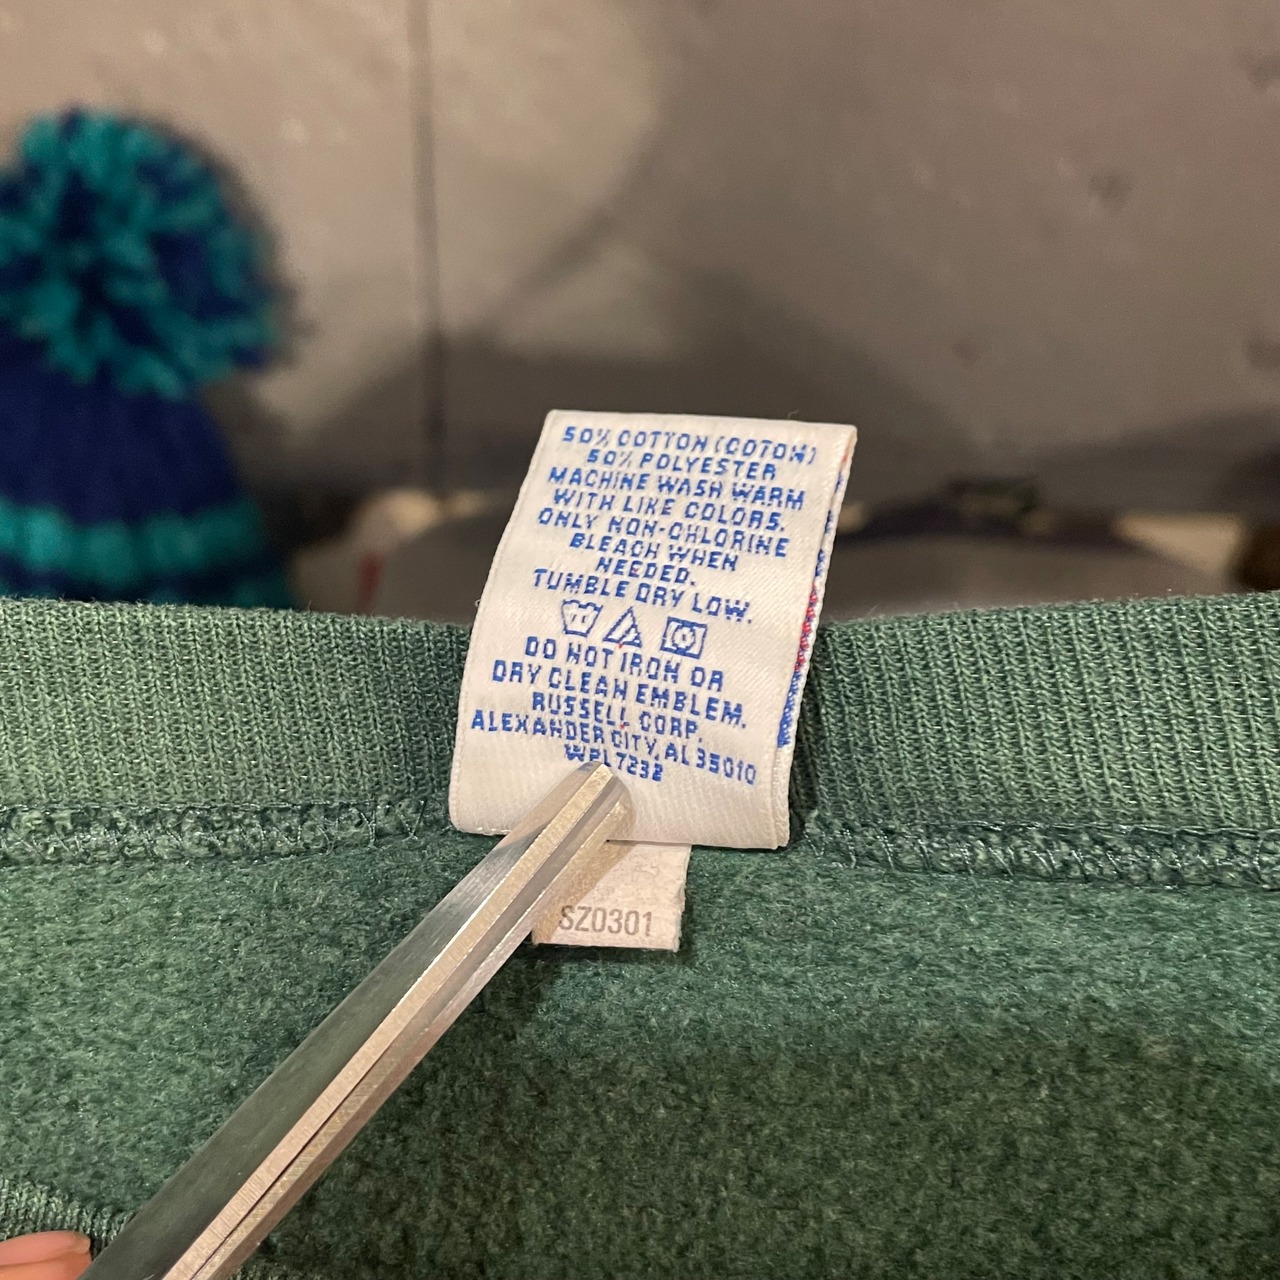 50% COTTON (COTON)
50% POLYESTER
MACHINE WASH WARM
WITH LIKE COLORS.
ONLY NON-CHLORINE
BLEACH WHEN
NEEDED.
TUMBLE DRY LOW.
DO NOT IRON OR
DRY CLEAN EMBLEM.
RUSSELL CORP.
ALEXANDER CITY, AL 35010
WPL7232
SZ0301